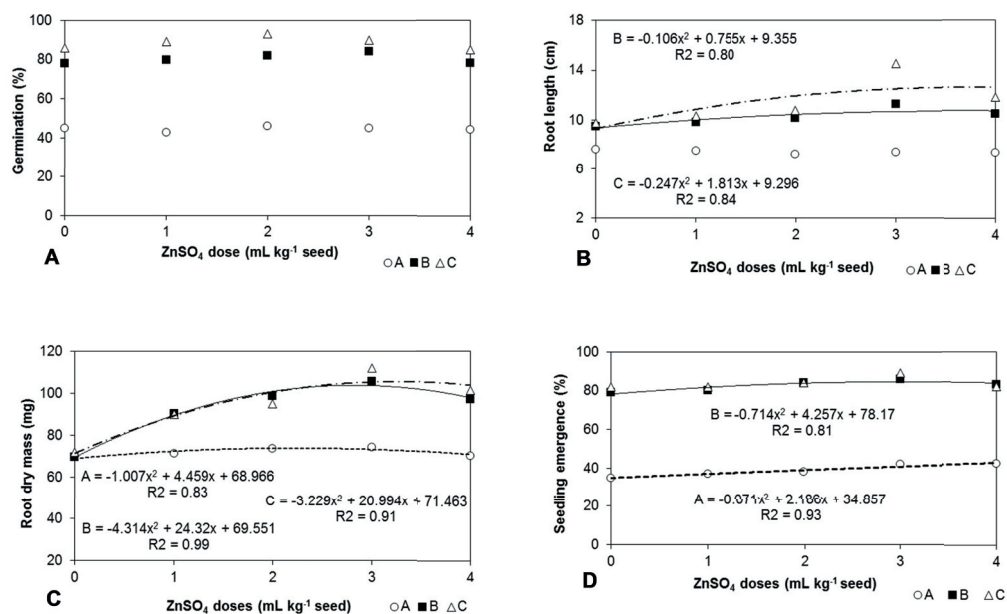 100
80
60
40
20
0
Germination (%)
0 1 2 3 4
A
ZnSO₄ dose (mL kg⁻¹ seed)
○A ■B △C
18
14
10
6
2
Root length (cm)
B = -0.106x² + 0.755x + 9.355
R2 = 0.80
C = -0.247x² + 1.813x + 9.296
R2 = 0.84
0 1 2 3 4
B
ZnSO₄ doses (mL kg⁻¹ seed)
○A ■B △C
120
100
80
60
40
20
Root dry mass (mg)
A = -1.007x² + 4.459x + 68.966
R2 = 0.83
C = -3.229x² + 20.994x + 71.463
R2 = 0.91
B = -4.314x² + 24.32x + 69.551
R2 = 0.99
0 1 2 3 4
C
ZnSO₄ doses (mL kg⁻¹ seed)
○A ■B △C
100
80
60
40
20
0
Seedling emergence (%)
B = -0.714x² + 4.257x + 78.17
R2 = 0.81
A = -0.071x² + 2.186x + 34.857
R2 = 0.93
0 1 2 3 4
D
ZnSO₄ doses (mL kg⁻¹ seed)
○A ■B △C